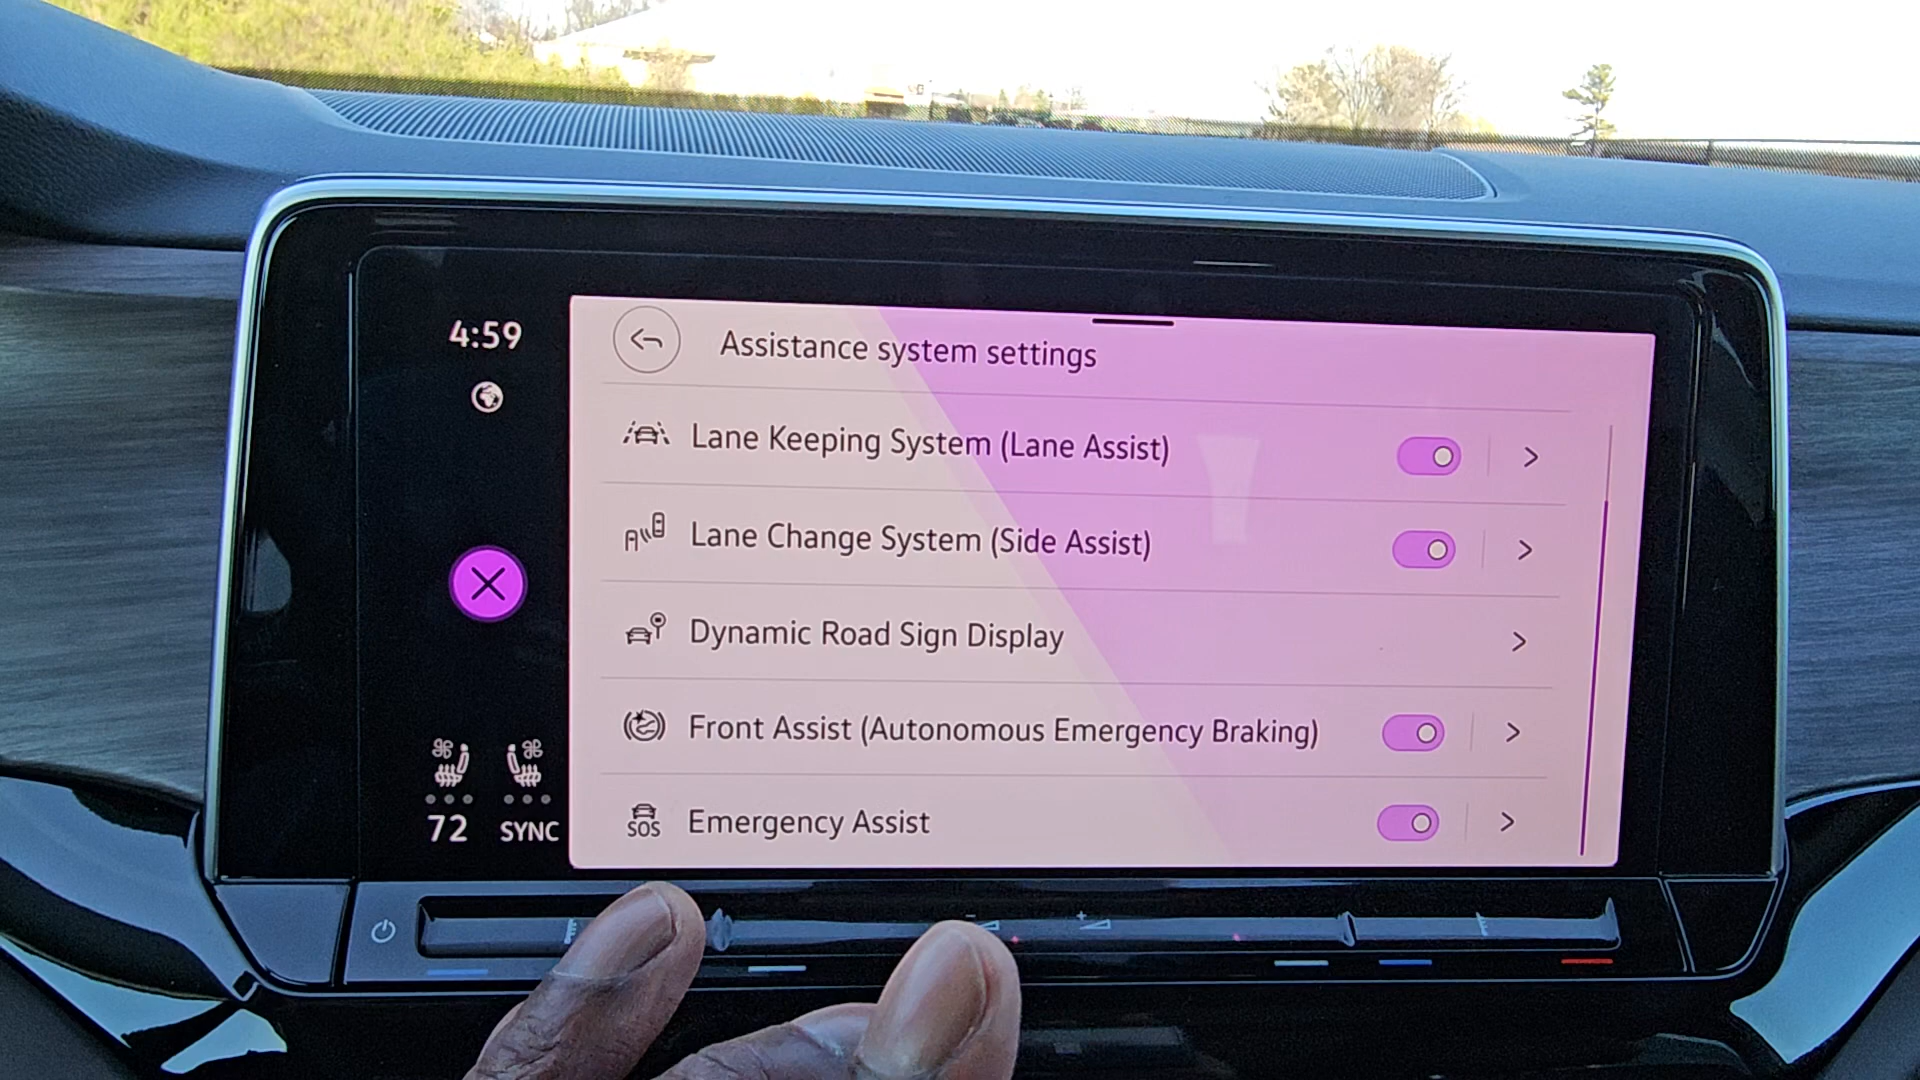 4:59
Assistance system settings
Lane Keeping System (Lane Assist)
Lane Change System (Side Assist)
Dynamic Road Sign Display
Front Assist (Autonomous Emergency Braking)
SOS Emergency Assist
72 SYNC